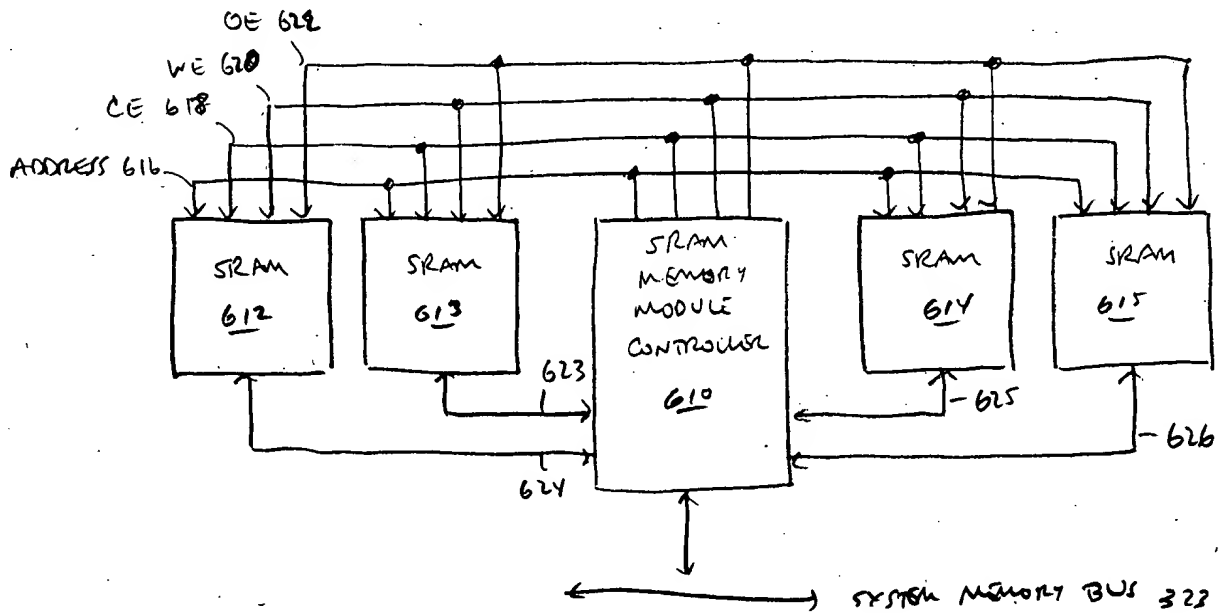 OE 622
WE 620
CE 618
ADDRESS 616
SRAM
612
SRAM
613
SRAM
MEMORY
MODULE
CONTROLLER
610
SRAM
614
SRAM
615
623
624
625
626
SYSTEM MEMORY BUS 323